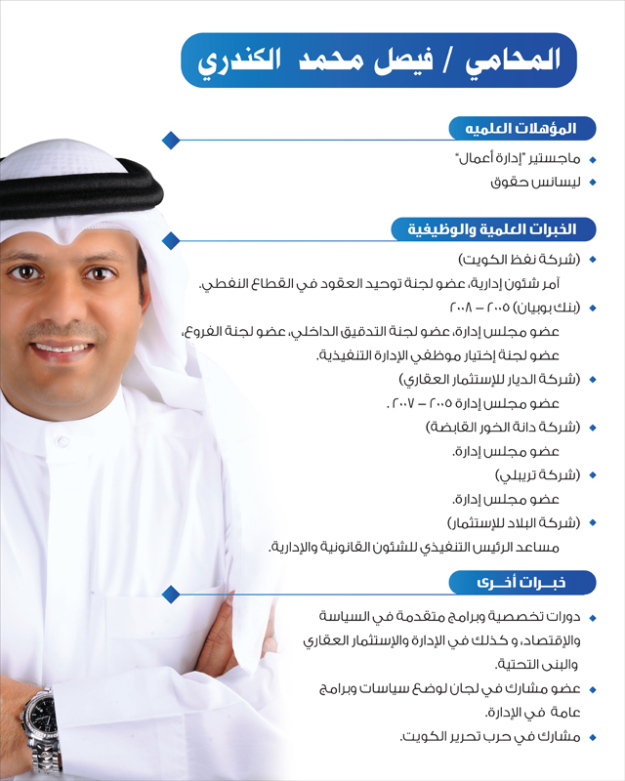 المحامي / فيصل محمد الكندري
المؤهلات العلميه
ماجستير "إدارة أعمال"
ليسانس حقوق
الخبرات العلمية والوظيفية
(شركة نفظ الكويت)
آمر شئون إدارية، عضو لجنة توحيد العقود في القطاع النفطي.
(بنك بوبيان) ٢٠٠٥ – ٢٠٠٨
عضو مجلس إدارة، عضو لجنة التدقيق الداخلي، عضو لجنة الفروع،
عضو لجنة إختيار موظفي الإدارة التنفيذية.
(شركة الديار للإستثمار العقاري)
عضو مجلس إدارة ٢٠٠٥ – ٢٠٠٧ .
(شركة دانة الخور القابضة)
عضو مجلس إدارة.
(شركة تريبلي)
عضو مجلس إدارة.
(شركة البلاد للإستثمار)
مساعد الرئيس التنفيذي للشئون القانونية والإدارية.
خبـــرات أخـــرى
دورات تخصصية وبرامج متقدمة في السياسة
والإقتصاد، و كذلك في الإدارة والإستثمار العقاري
والبنى التحتية.
عضو مشارك في لجان لوضع سياسات وبرامج
عامة في الإدارة.
مشارك في حرب تحرير الكويت.